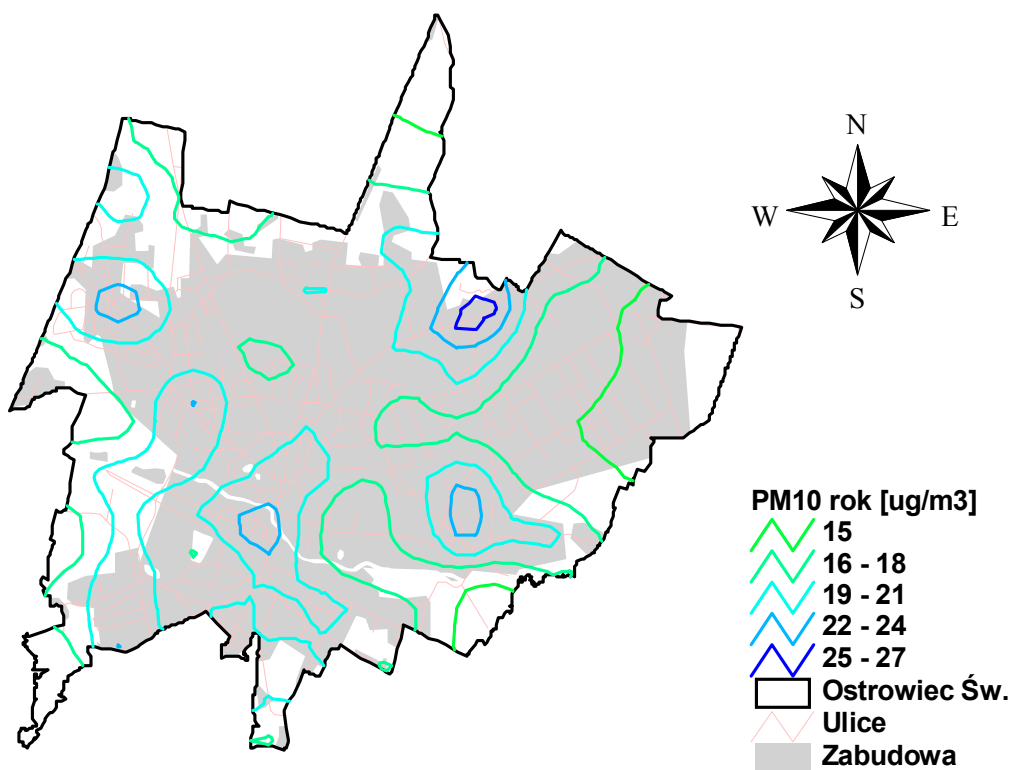 N
W E
S
PM10 rok [ug/m3]
15
16 - 18
19 - 21
22 - 24
25 - 27
Ostrowiec Św.
Ulice
Zabudowa